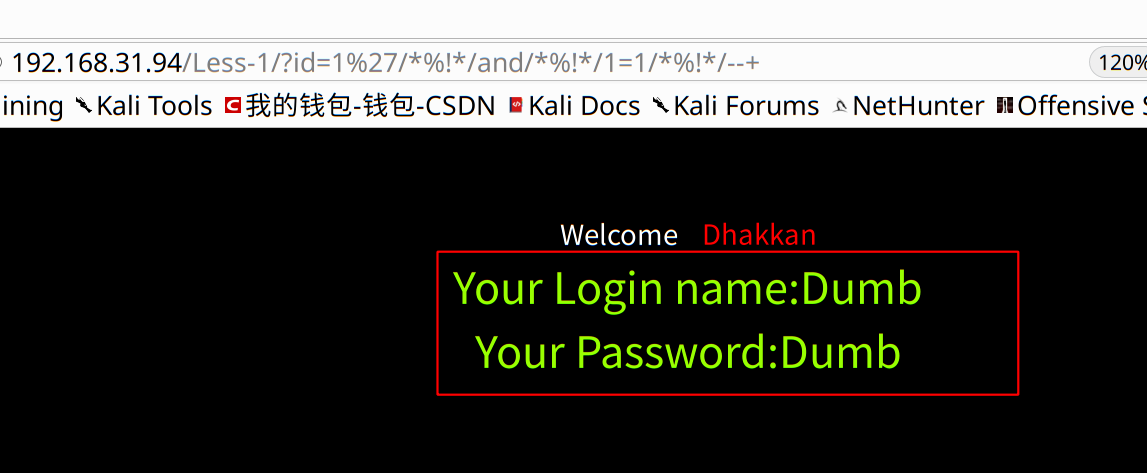 192.168.31.94/Less-1/?id=1%27/*%!*/and/*%!*/1=1/*%!*/--+ 120%
ining Kali Tools 我的钱包-钱包-CSDN Kali Docs Kali Forums NetHunter Offensive S
Welcome Dhakkan
Your Login name:Dumb
Your Password:Dumb